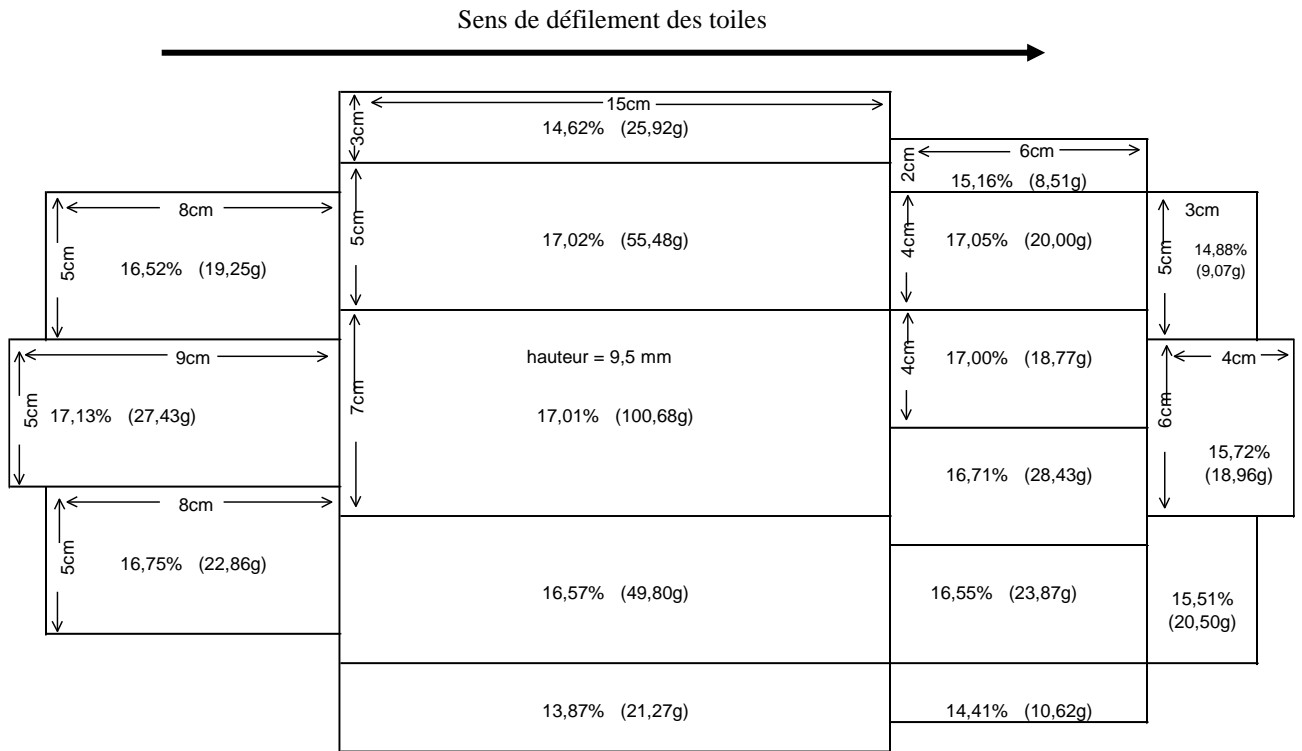 Sens de défilement des toiles
15cm
3cm
14,62% (25,92g)
6cm
2cm
15,16% (8,51g)
8cm
5cm
16,52% (19,25g)
5cm
17,02% (55,48g)
4cm
17,05% (20,00g)
3cm
5cm
14,88%
(9,07g)
9cm
5cm
17,13% (27,43g)
7cm
hauteur = 9,5 mm
17,01% (100,68g)
4cm
17,00% (18,77g)
4cm
6cm
15,72%
(18,96g)
16,71% (28,43g)
8cm
5cm
16,75% (22,86g)
16,57% (49,80g)
16,55% (23,87g)
15,51%
(20,50g)
13,87% (21,27g)
14,41% (10,62g)